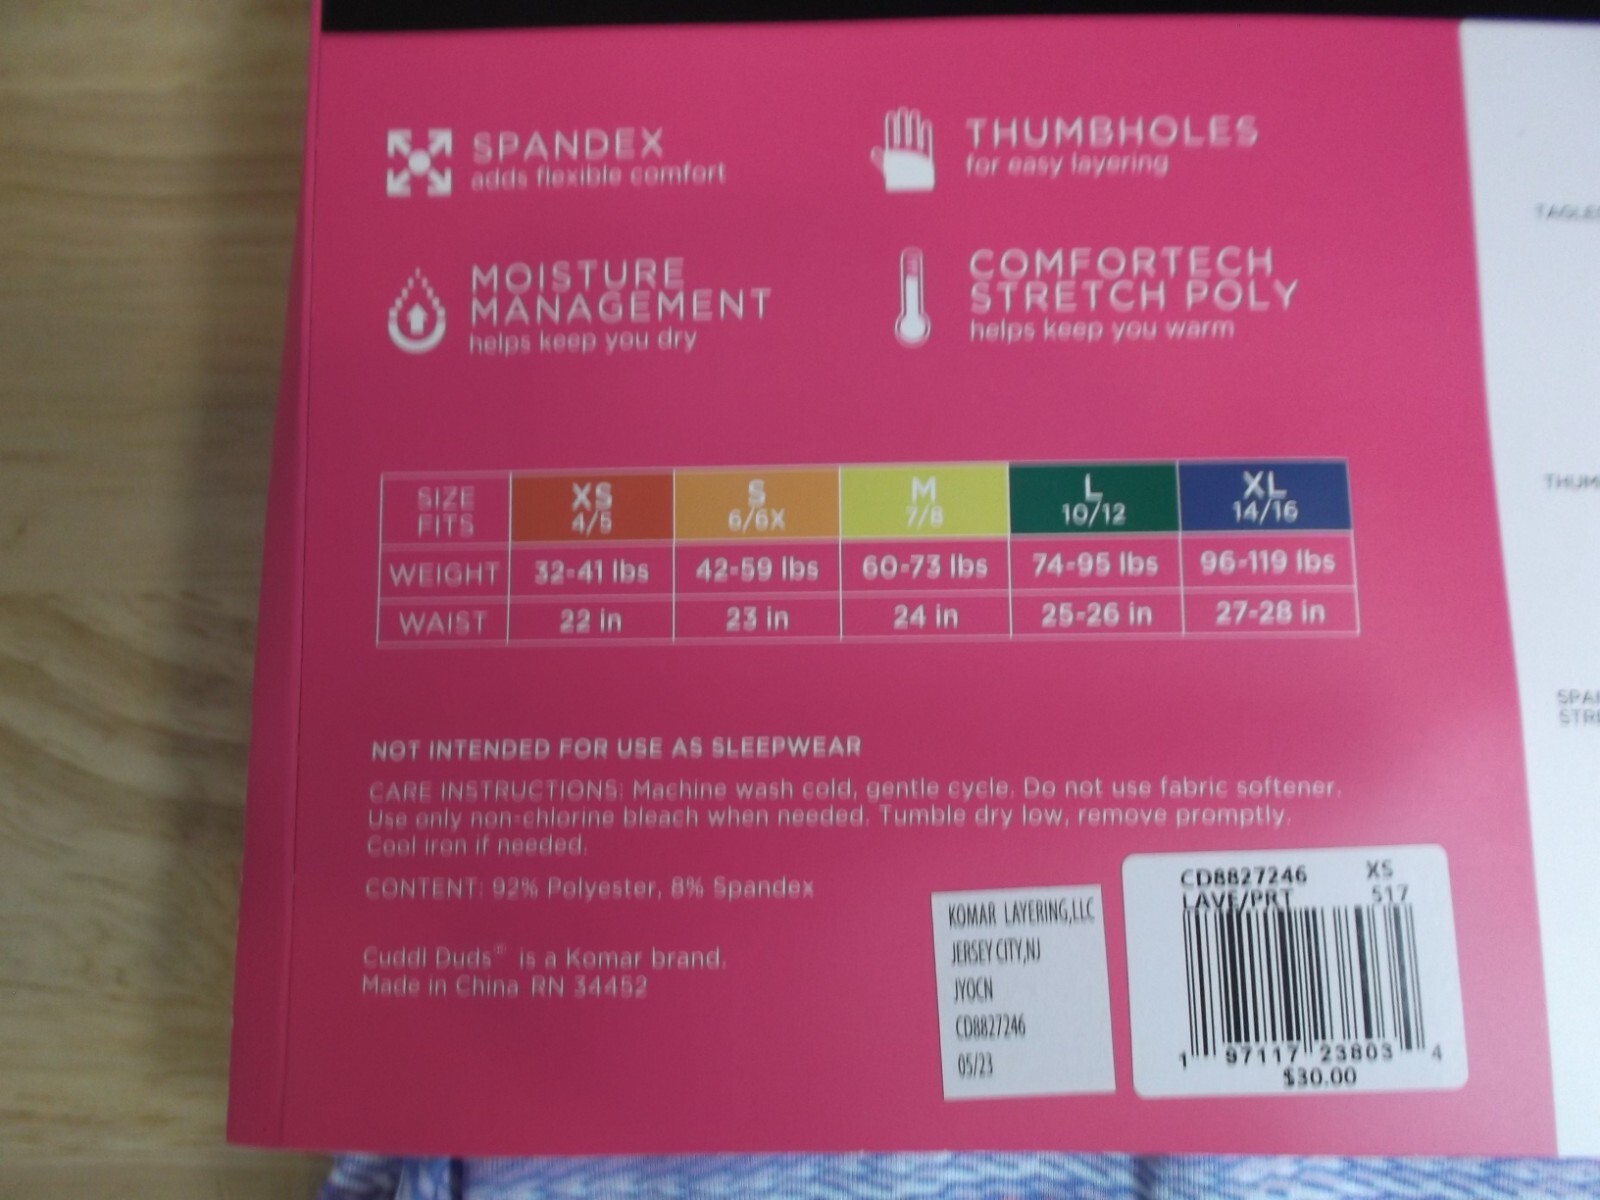 SPANDEX
adds flexible comfort
THUMBHOLES
for easy layering
MOISTURE
MANAGEMENT
helps keep you dry
COMFORTECH
STRETCH POLY
helps keep you warm
SIZE FITS XS 4/5 S 6/6X M 7/8 L 10/12 XL 14/16
WEIGHT 32-41 lbs 42-59 lbs 60-73 lbs 74-95 lbs 96-119 lbs
WAIST 22 in 23 in 24 in 25-26 in 27-28 in
NOT INTENDED FOR USE AS SLEEPWEAR
CARE INSTRUCTIONS: Machine wash cold, gentle cycle. Do not use fabric softener.
Use only non-chlorine bleach when needed. Tumble dry low, remove promptly.
Cool iron if needed.
CONTENT: 92% Polyester, 8% Spandex
Cuddl Duds® is a Komar brand.
Made in China RN 34452
KOMAR LAYERING,LLC
JERSEY CITY,NJ
JYOCN
CD8827246
05/23
CD8827246 XS
LAVE/PRT 517
1 97117 23803 4
$30.00